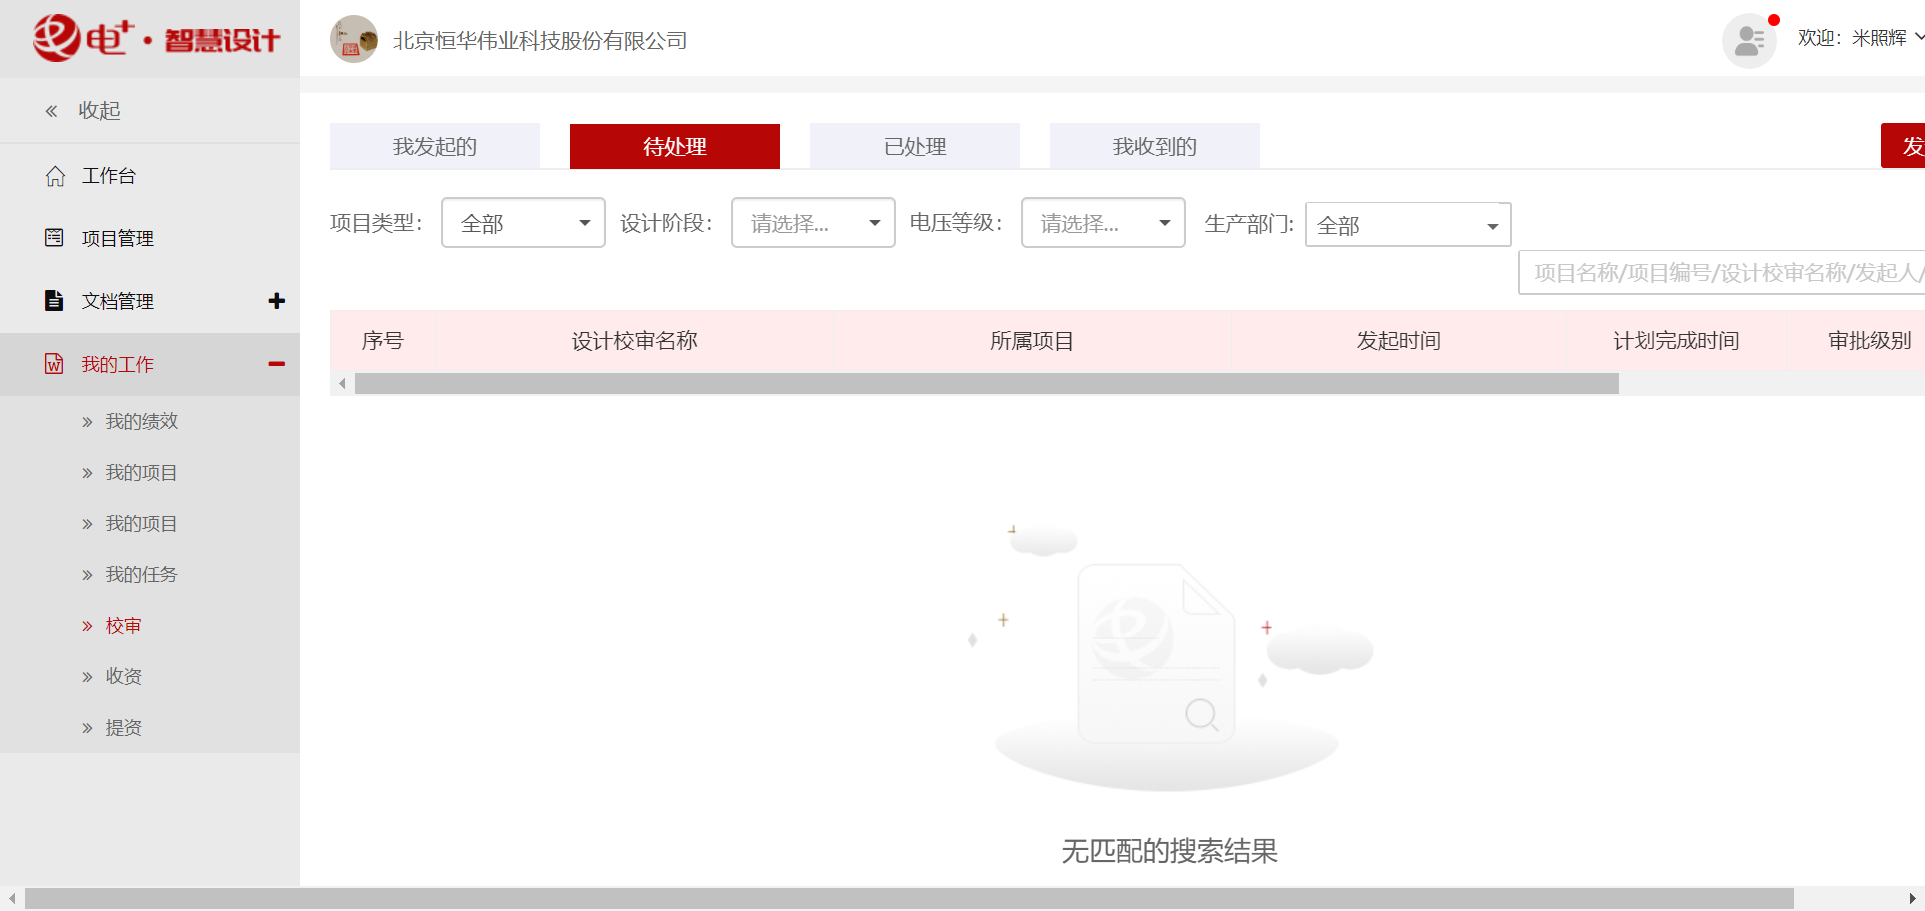 电+·智慧设计
北京恒华伟业科技股份有限公司
欢迎：米照辉
收起
工作台
项目管理
文档管理
我的工作
我的绩效
我的项目
我的项目
我的任务
校审
收资
提资
我发起的
待处理
已处理
我收到的
发
项目类型：
全部
设计阶段：
请选择...
电压等级：
请选择...
生产部门:
全部
项目名称/项目编号/设计校审名称/发起人/
序号
设计校审名称
所属项目
发起时间
计划完成时间
审批级别
无匹配的搜索结果